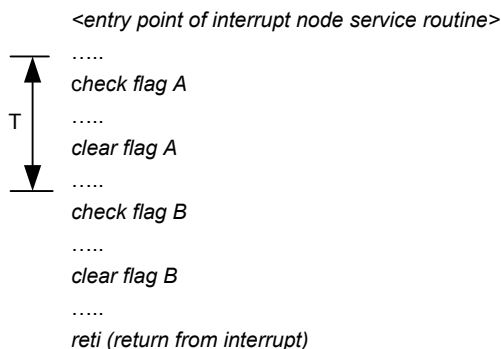 <entry point of interrupt node service routine>
…..
check flag A
…..
T
clear flag A
…..
check flag B
…..
clear flag B
…..
reti (return from interrupt)